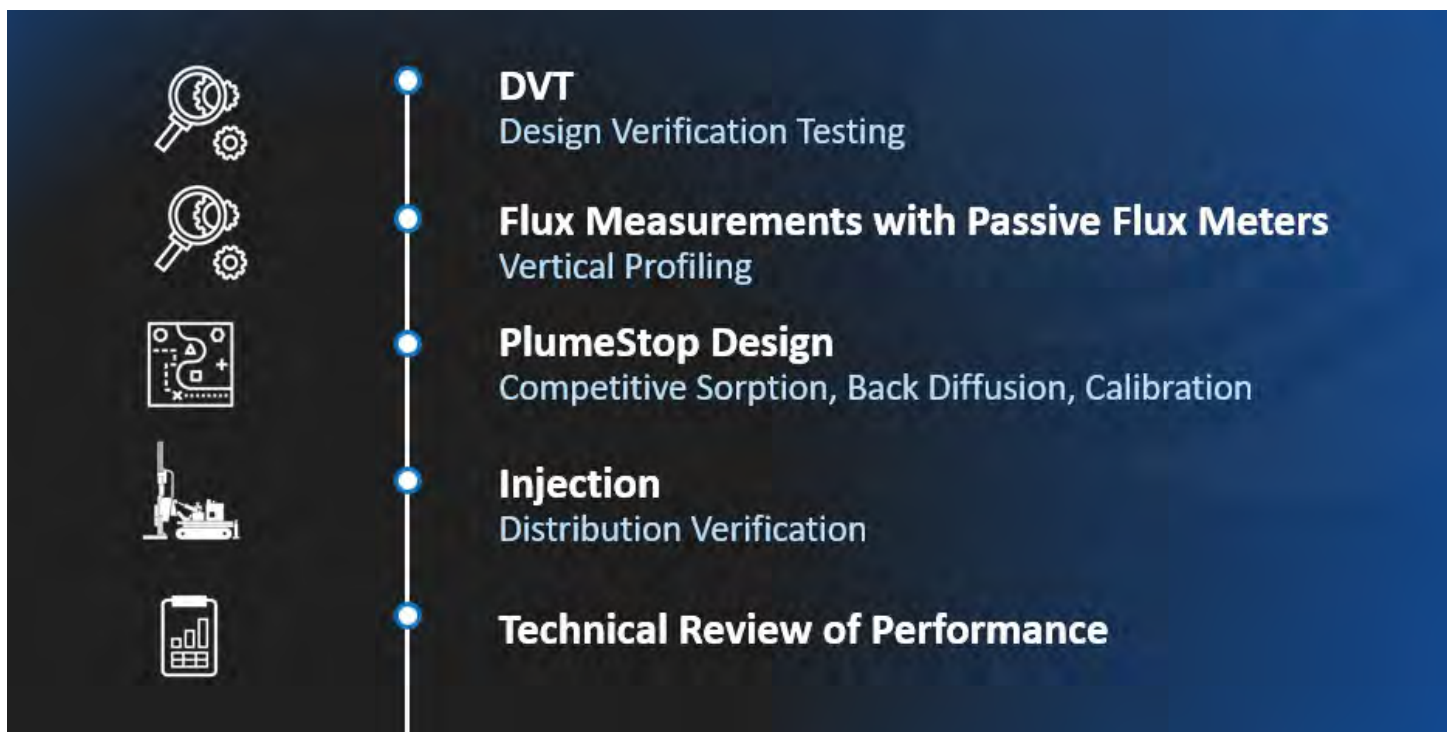 DVT
Design Verification Testing
Flux Measurements with Passive Flux Meters
Vertical Profiling
PlumeStop Design
Competitive Sorption, Back Diffusion, Calibration
Injection
Distribution Verification
Technical Review of Performance